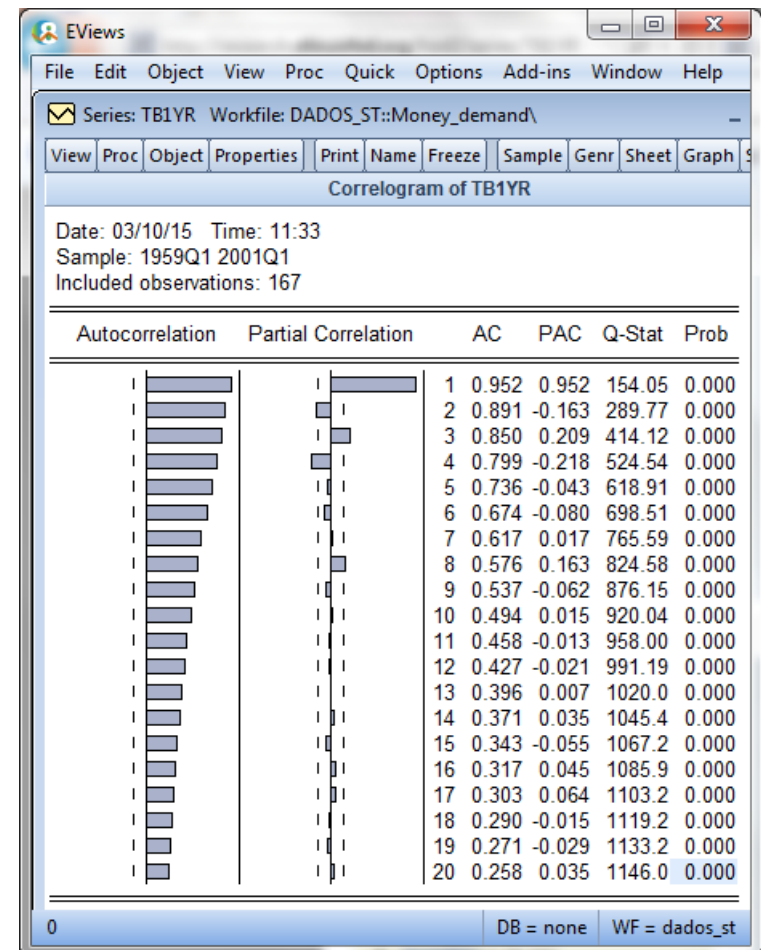 EViews
File Edit Object View Proc Quick Options Add-ins Window Help
Series: TB1YR Workfile: DADOS_ST::Money_demand\
View Proc Object Properties Print Name Freeze Sample Genr Sheet Graph
Correlogram of TB1YR
Date: 03/10/15 Time: 11:33
Sample: 1959Q1 2001Q1
Included observations: 167
Autocorrelation Partial Correlation AC PAC Q-Stat Prob
1 0.952 0.952 154.05 0.000
2 0.891 -0.163 289.77 0.000
3 0.850 0.209 414.12 0.000
4 0.799 -0.218 524.54 0.000
5 0.736 -0.043 618.91 0.000
6 0.674 -0.080 698.51 0.000
7 0.617 0.017 765.59 0.000
8 0.576 0.163 824.58 0.000
9 0.537 -0.062 876.15 0.000
10 0.494 0.015 920.04 0.000
11 0.458 -0.013 958.00 0.000
12 0.427 -0.021 991.19 0.000
13 0.396 0.007 1020.0 0.000
14 0.371 0.035 1045.4 0.000
15 0.343 -0.055 1067.2 0.000
16 0.317 0.045 1085.9 0.000
17 0.303 0.064 1103.2 0.000
18 0.290 -0.015 1119.2 0.000
19 0.271 -0.029 1133.2 0.000
20 0.258 0.035 1146.0 0.000
0 DB = none WF = dados_st